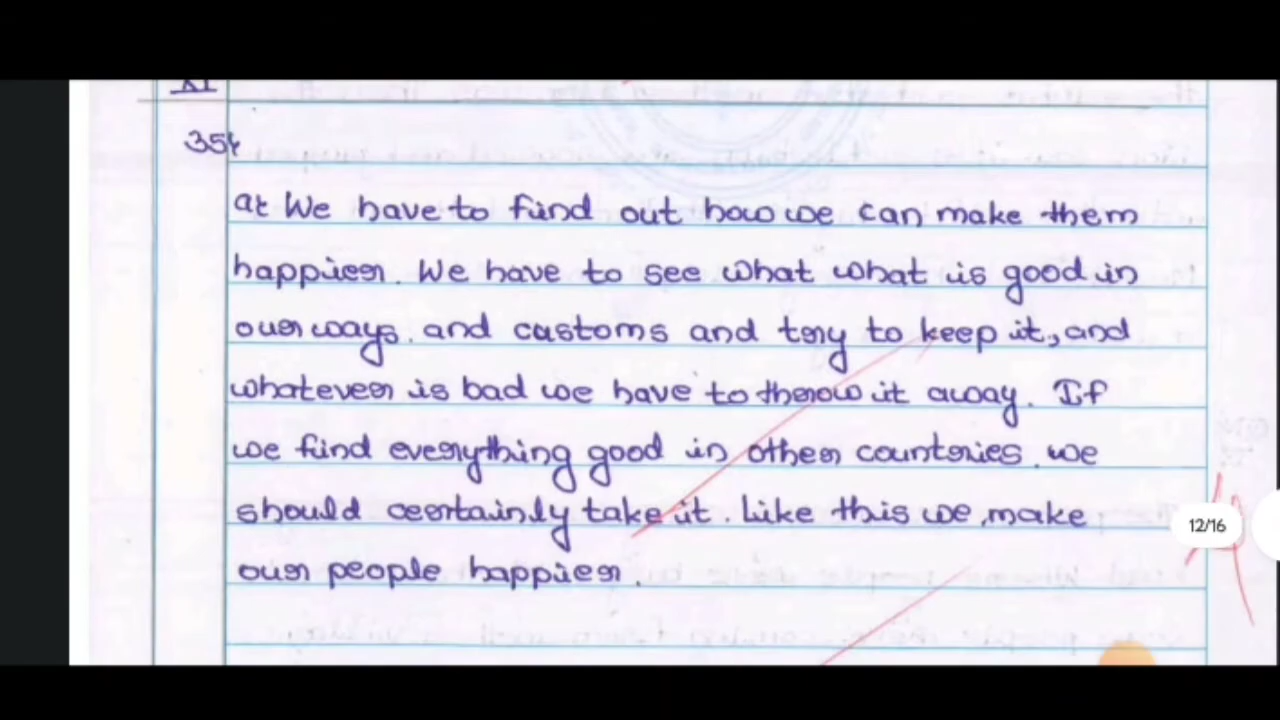 XI
35}
a} We have to find out how we can make them
happier. We have to see what what is good in
our ways. and customs and try to keep it, and
whatever is bad we have to throw it away. If
we find everything good in other countries. we
should certainly take it. Like this we make
our people happier.
12/16